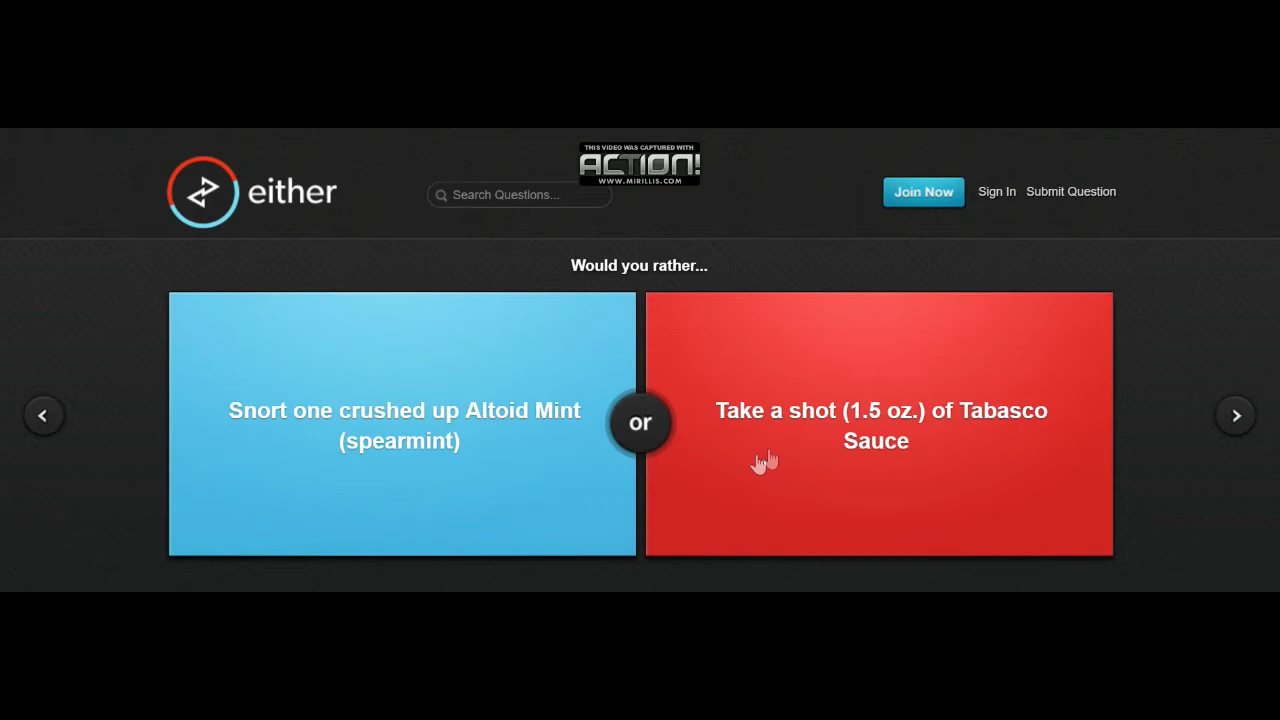 THIS VIDEO WAS CAPTURED WITH
ACTION!
WWW.MIRILLIS.COM
either
Search Questions...
Join Now
Sign In
Submit Question
Would you rather...
Snort one crushed up Altoid Mint
(spearmint)
or
Take a shot (1.5 oz.) of Tabasco
Sauce